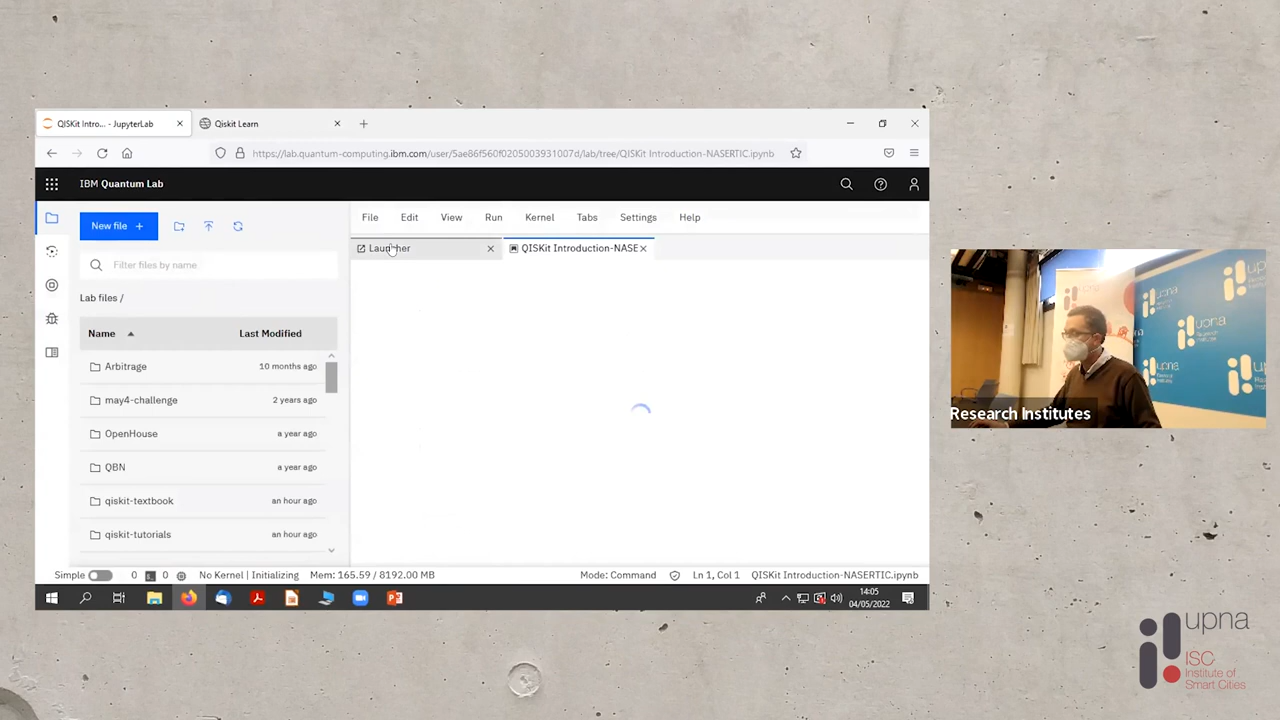 QISKit Intro... - JupyterLab
Qiskit Learn
https://lab.quantum-computing.ibm.com/user/5ae86f560f0205003931007d/lab/tree/QISKit Introduction-NASERTIC.ipynb
IBM Quantum Lab
New file +
File Edit View Run Kernel Tabs Settings Help
Launcher
QISKit Introduction-NASE
Filter files by name
Lab files /
Name Last Modified
Arbitrage 10 months ago
may4-challenge 2 years ago
OpenHouse a year ago
QBN a year ago
qiskit-textbook an hour ago
qiskit-tutorials an hour ago
Simple 0 0 No Kernel | Initializing Mem: 165.59 / 8192.00 MB Mode: Command Ln 1, Col 1 QISKit Introduction-NASERTIC.ipynb
14:05
04/05/2022
upna
upna
upna
upna
upna
Research Institutes
upna
ISC
Institute of
Smart Cities